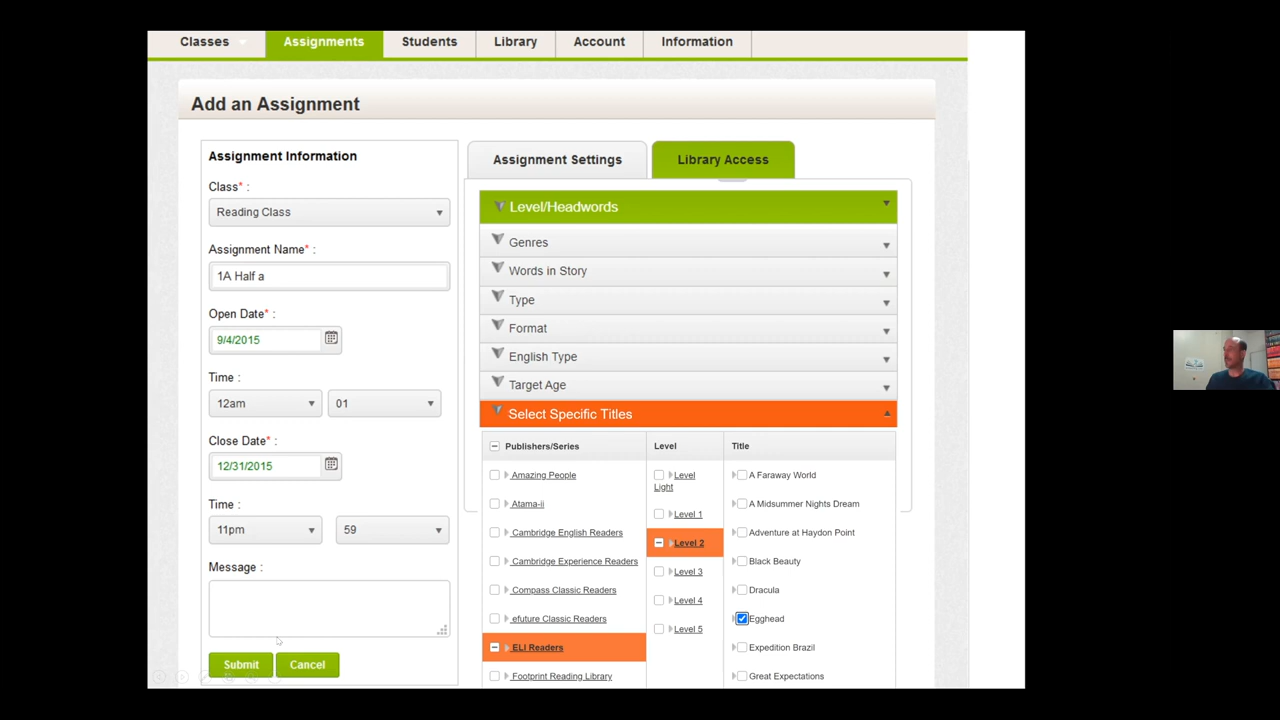 Classes
Assignments
Students
Library
Account
Information
Add an Assignment
Assignment Information
Class* :
Reading Class
Assignment Name* :
1A Half a
Open Date* :
9/4/2015
Time :
12am
01
Close Date* :
12/31/2015
Time :
11pm
59
Message :
Submit
Cancel
Assignment Settings
Library Access
Level/Headwords
Genres
Words in Story
Type
Format
English Type
Target Age
Select Specific Titles
Publishers/Series
Amazing People
Atama-ii
Cambridge English Readers
Cambridge Experience Readers
Compass Classic Readers
efuture Classic Readers
ELI Readers
Footprint Reading Library
Level
Level
Light
Level 1
Level 2
Level 3
Level 4
Level 5
Title
A Faraway World
A Midsummer Nights Dream
Adventure at Haydon Point
Black Beauty
Dracula
Egghead
Expedition Brazil
Great Expectations